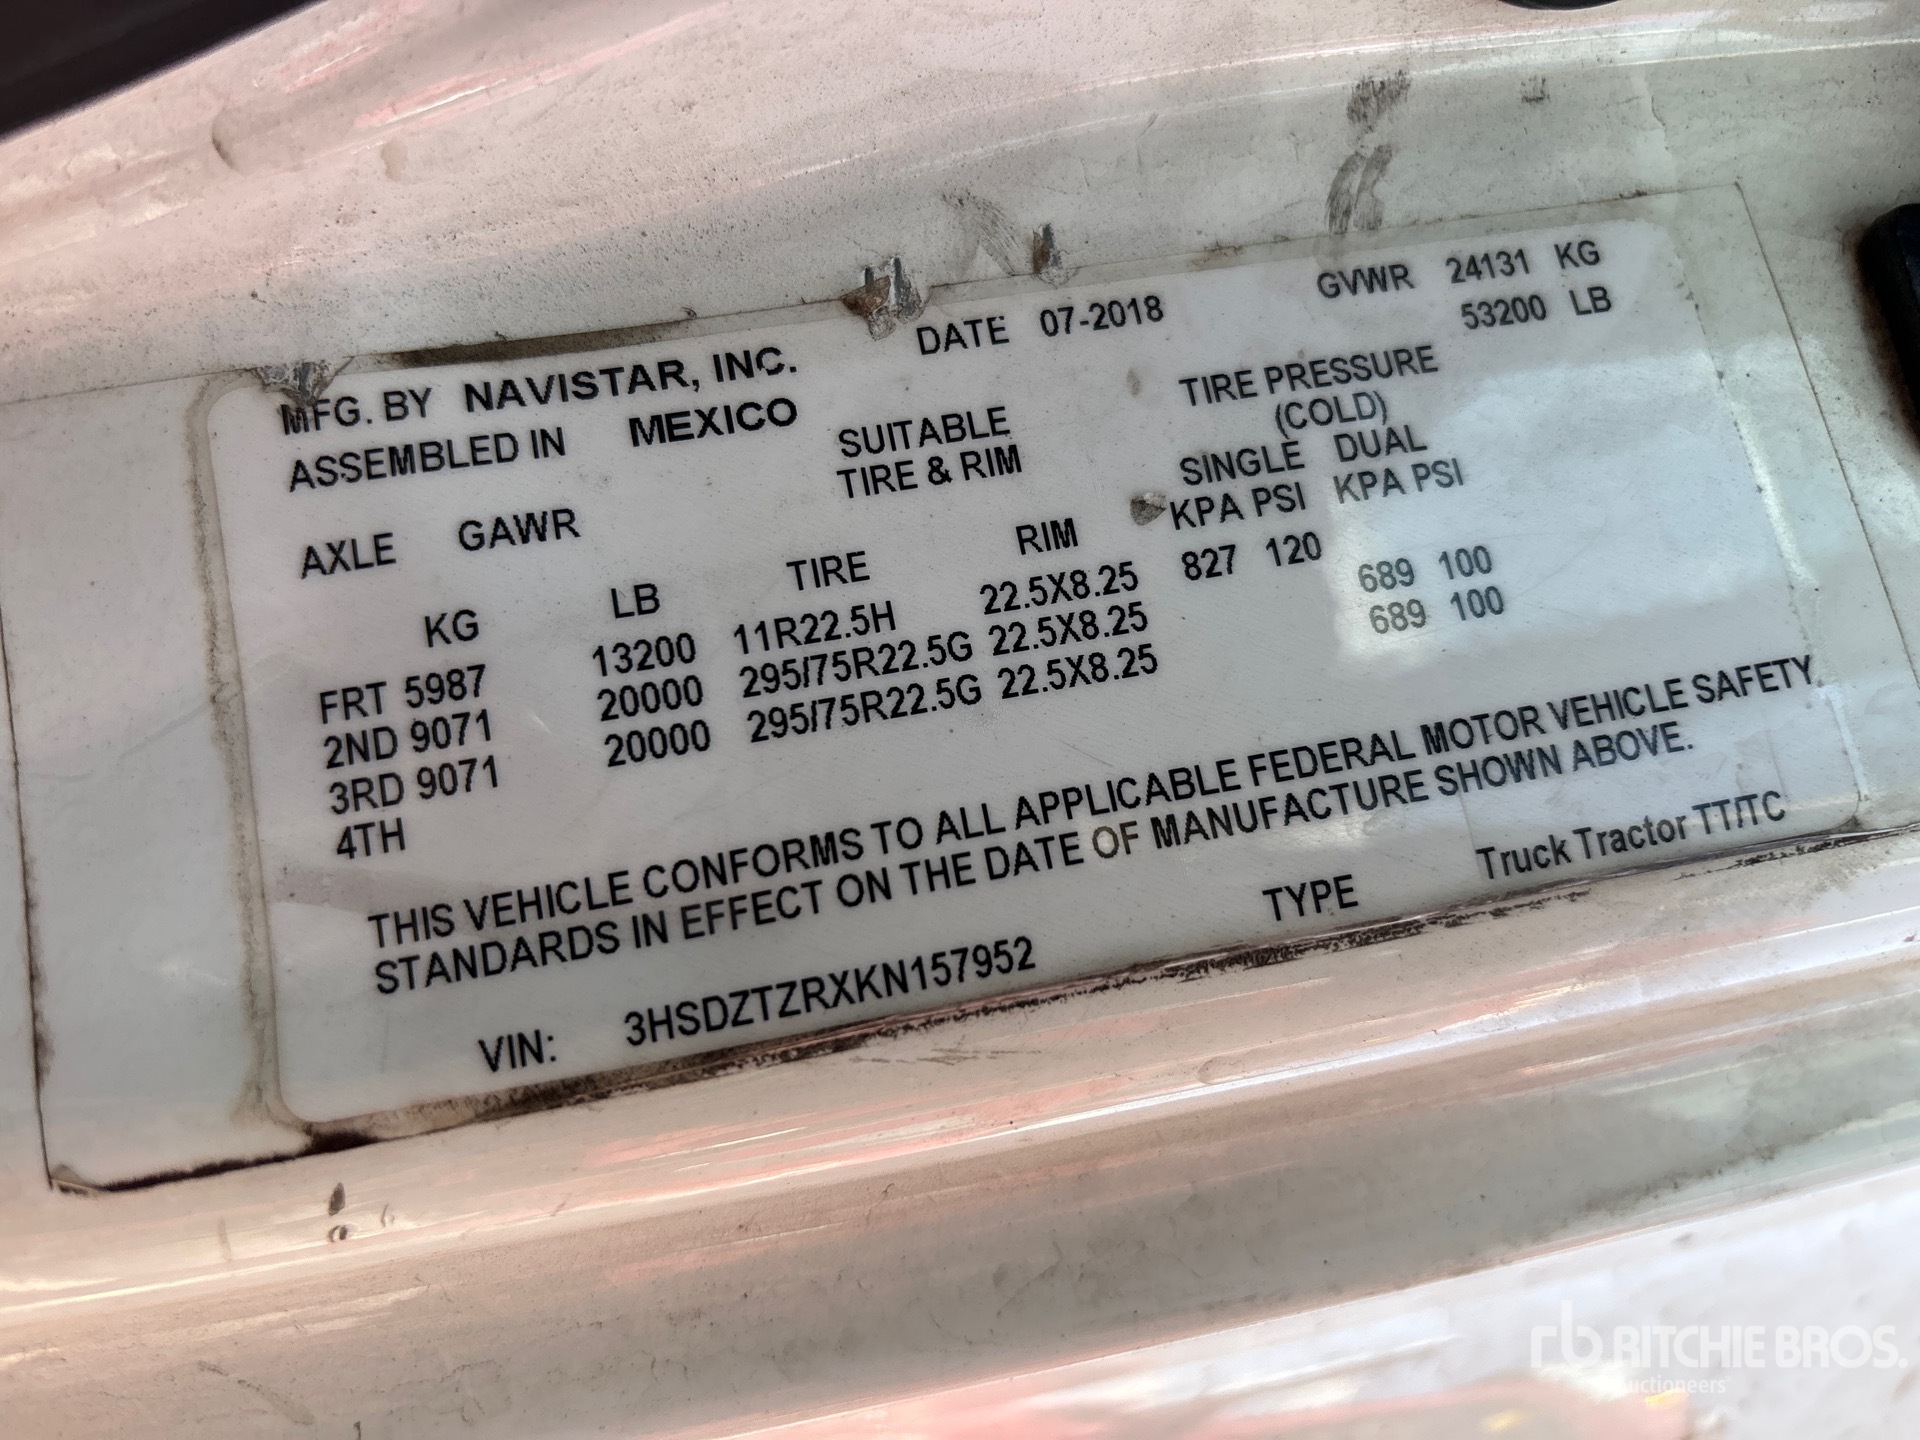 MFG. BY NAVISTAR, INC. DATE 07-2018 GVWR 24131 KG
ASSEMBLED IN MEXICO 53200 LB
SUITABLE TIRE PRESSURE
TIRE & RIM (COLD)
SINGLE DUAL
AXLE GAWR KPA PSI KPA PSI
KG LB TIRE RIM
FRT 5987 13200 11R22.5H 22.5X8.25 827 120
2ND 9071 20000 295/75R22.5G 22.5X8.25 689 100
3RD 9071 20000 295/75R22.5G 22.5X8.25 689 100
4TH
THIS VEHICLE CONFORMS TO ALL APPLICABLE FEDERAL MOTOR VEHICLE SAFETY
STANDARDS IN EFFECT ON THE DATE OF MANUFACTURE SHOWN ABOVE.
VIN: 3HSDZTZRXKN157952 TYPE Truck Tractor TT/TC
rb RITCHIE BROS.
Auctioneers